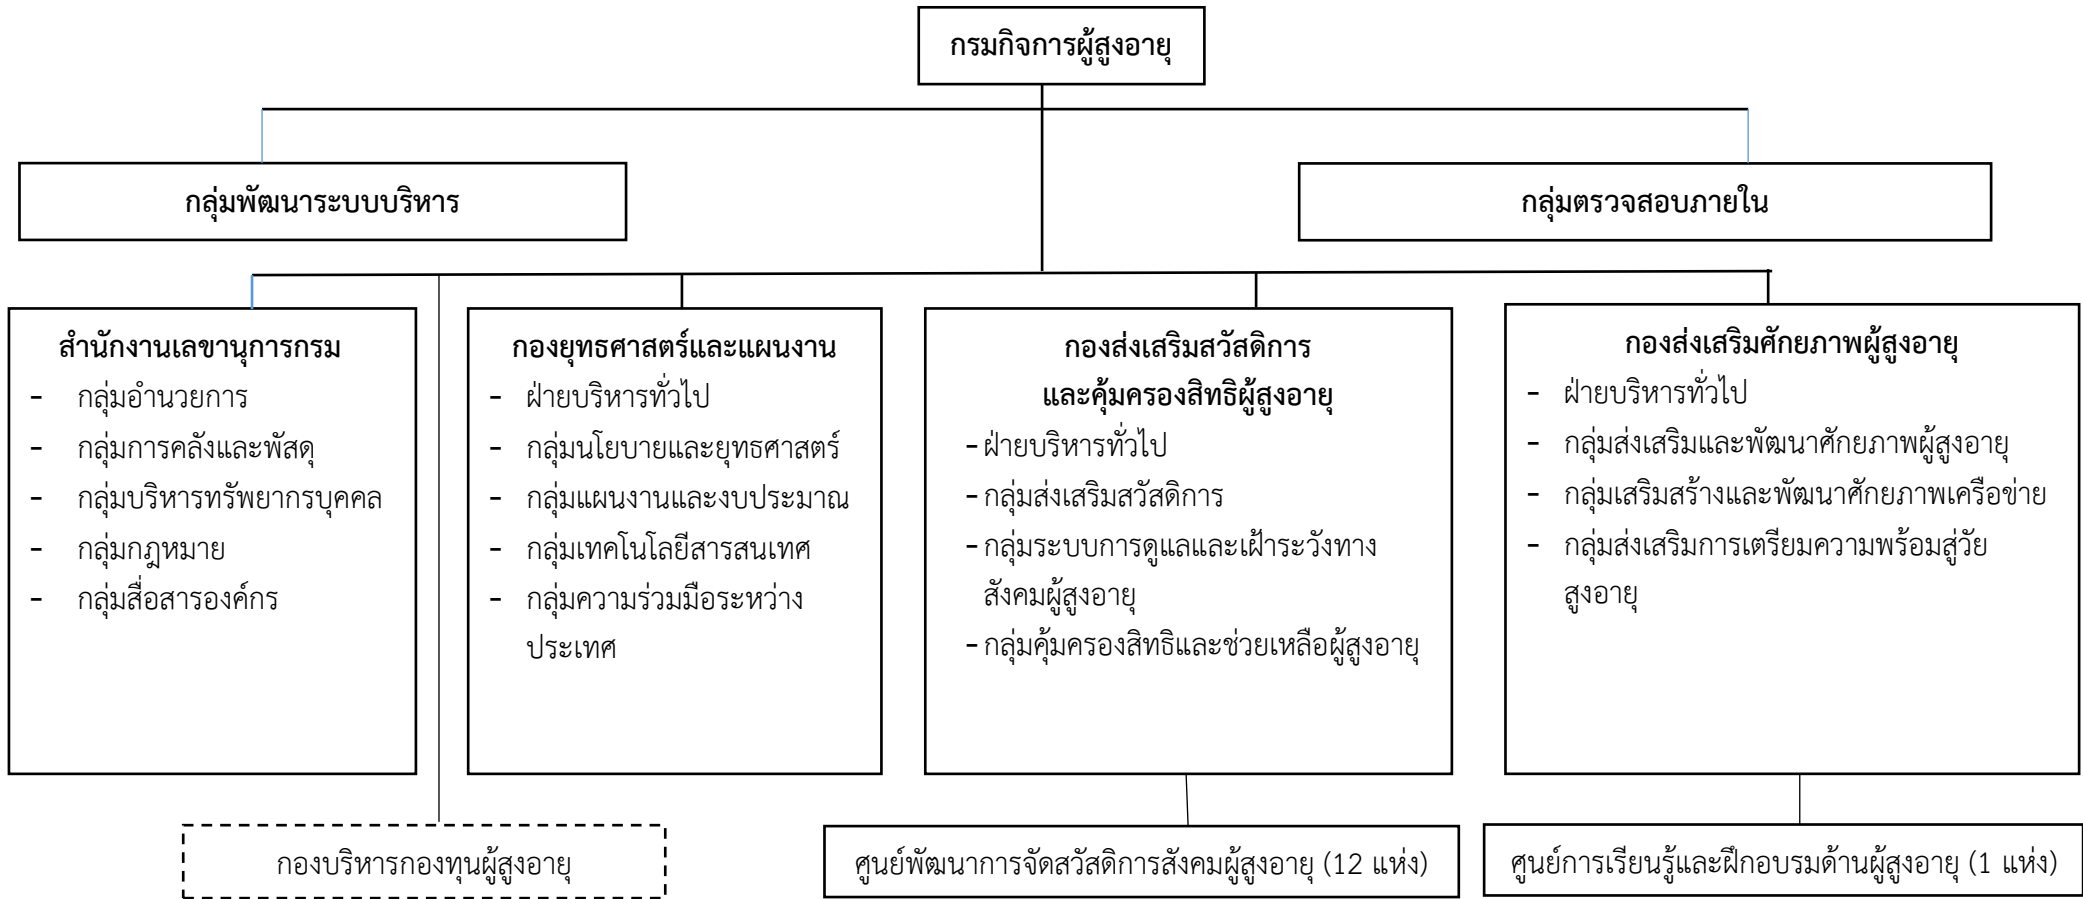 กรมกิจการผู้สูงอายุ
กลุ่มพัฒนาระบบบริหาร
กลุ่มตรวจสอบภายใน
สำนักงานเลขานุการกรม
- กลุ่มอำนวยการ
- กลุ่มการคลังและพัสดุ
- กลุ่มบริหารทรัพยากรบุคคล
- กลุ่มกฎหมาย
- กลุ่มสื่อสารองค์กร
กองยุทธศาสตร์และแผนงาน
- ฝ่ายบริหารทั่วไป
- กลุ่มนโยบายและยุทธศาสตร์
- กลุ่มแผนงานและงบประมาณ
- กลุ่มเทคโนโลยีสารสนเทศ
- กลุ่มความร่วมมือระหว่าง
ประเทศ
กองส่งเสริมสวัสดิการ
และคุ้มครองสิทธิผู้สูงอายุ
- ฝ่ายบริหารทั่วไป
- กลุ่มส่งเสริมสวัสดิการ
- กลุ่มระบบการดูแลและเฝ้าระวังทาง
สังคมผู้สูงอายุ
- กลุ่มคุ้มครองสิทธิและช่วยเหลือผู้สูงอายุ
กองส่งเสริมศักยภาพผู้สูงอายุ
- ฝ่ายบริหารทั่วไป
- กลุ่มส่งเสริมและพัฒนาศักยภาพผู้สูงอายุ
- กลุ่มเสริมสร้างและพัฒนาศักยภาพเครือข่าย
- กลุ่มส่งเสริมการเตรียมความพร้อมสู่วัย
สูงอายุ
กองบริหารกองทุนผู้สูงอายุ
ศูนย์พัฒนาการจัดสวัสดิการสังคมผู้สูงอายุ (12 แห่ง)
ศูนย์การเรียนรู้และฝึกอบรมด้านผู้สูงอายุ (1 แห่ง)